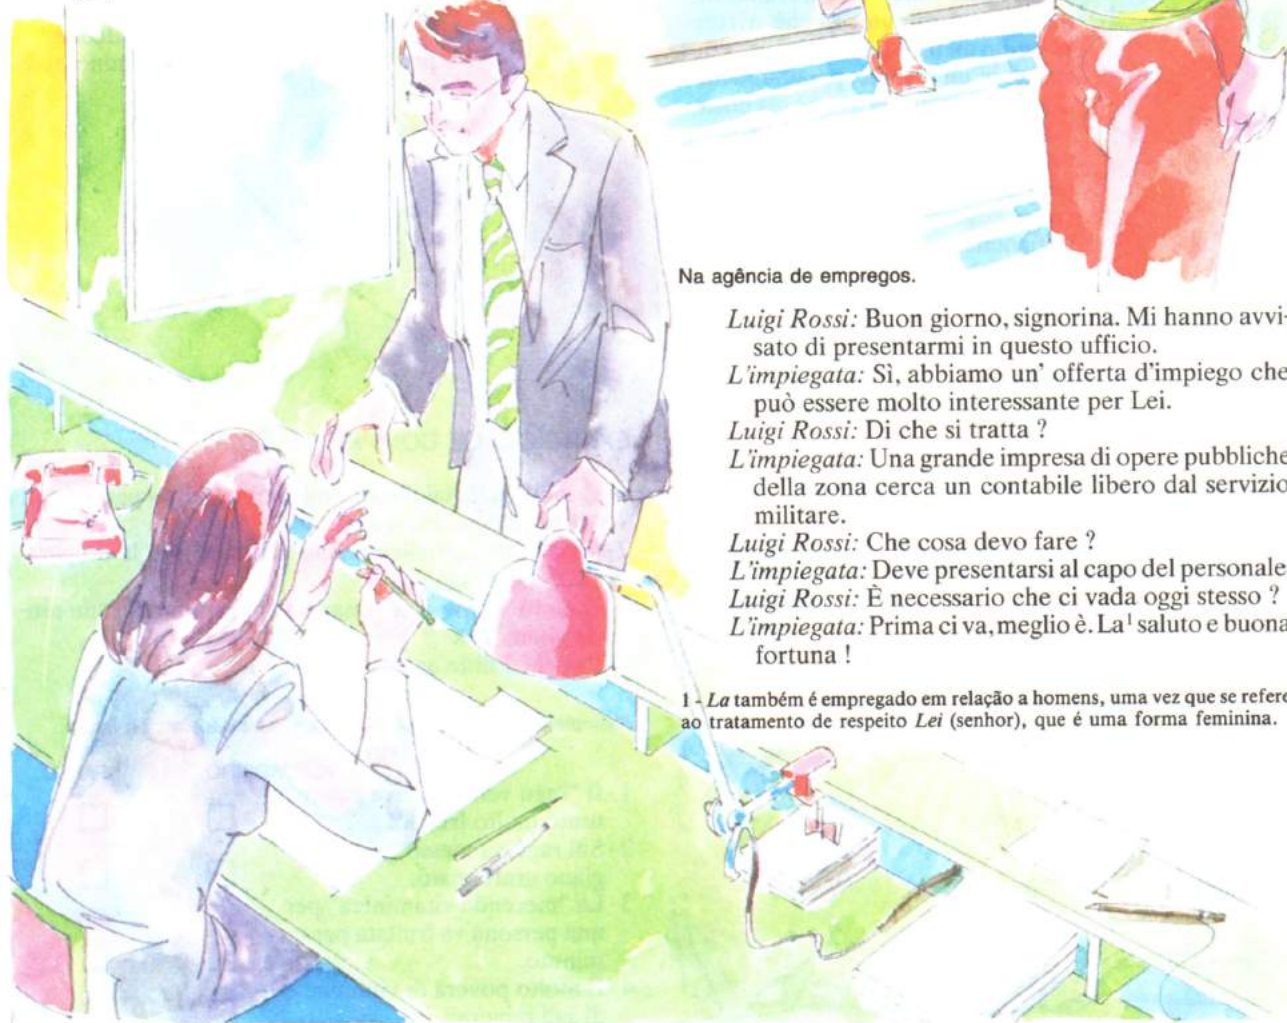 Na agência de empregos.
Luigi Rossi: Buon giorno, signorina. Mi hanno avvi-
sato di presentarmi in questo ufficio.
L'impiegata: Sì, abbiamo un' offerta d'impiego che
può essere molto interessante per Lei.
Luigi Rossi: Di che si tratta ?
L'impiegata: Una grande impresa di opere pubbliche
della zona cerca un contabile libero dal servizio
militare.
Luigi Rossi: Che cosa devo fare ?
L'impiegata: Deve presentarsi al capo del personale
Luigi Rossi: È necessario che ci vada oggi stesso ?
L'impiegata: Prima ci va, meglio è. La¹ saluto e buona
fortuna !
1 - La também é empregado em relação a homens, uma vez que se refere
ao tratamento de respeito Lei (senhor), que é uma forma feminina.